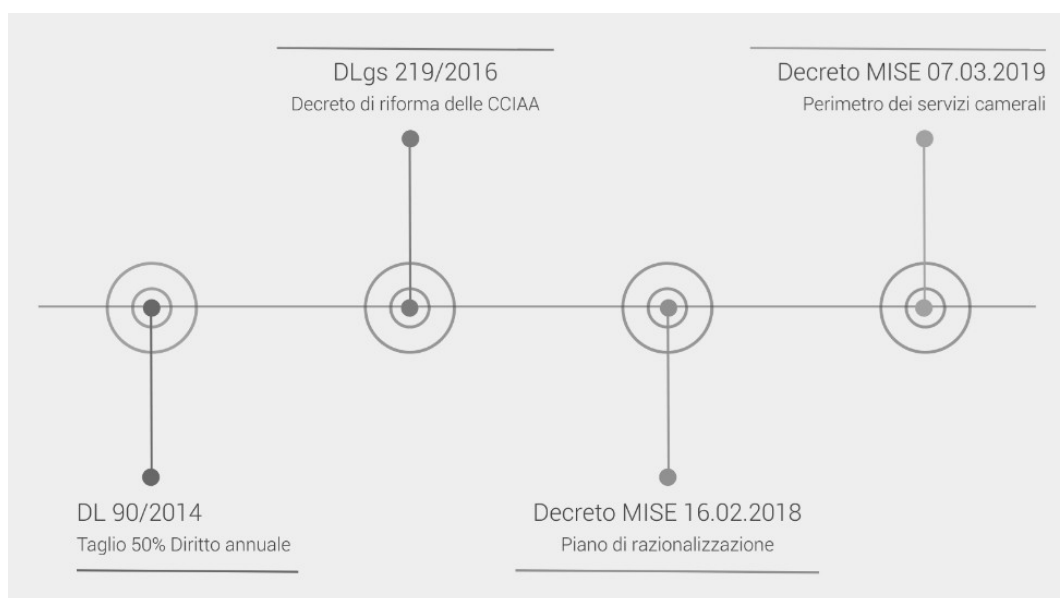 DLgs 219/2016
Decreto di riforma delle CCIAA
Decreto MISE 07.03.2019
Perimetro dei servizi camerali
DL 90/2014
Taglio 50% Diritto annuale
Decreto MISE 16.02.2018
Piano di razionalizzazione